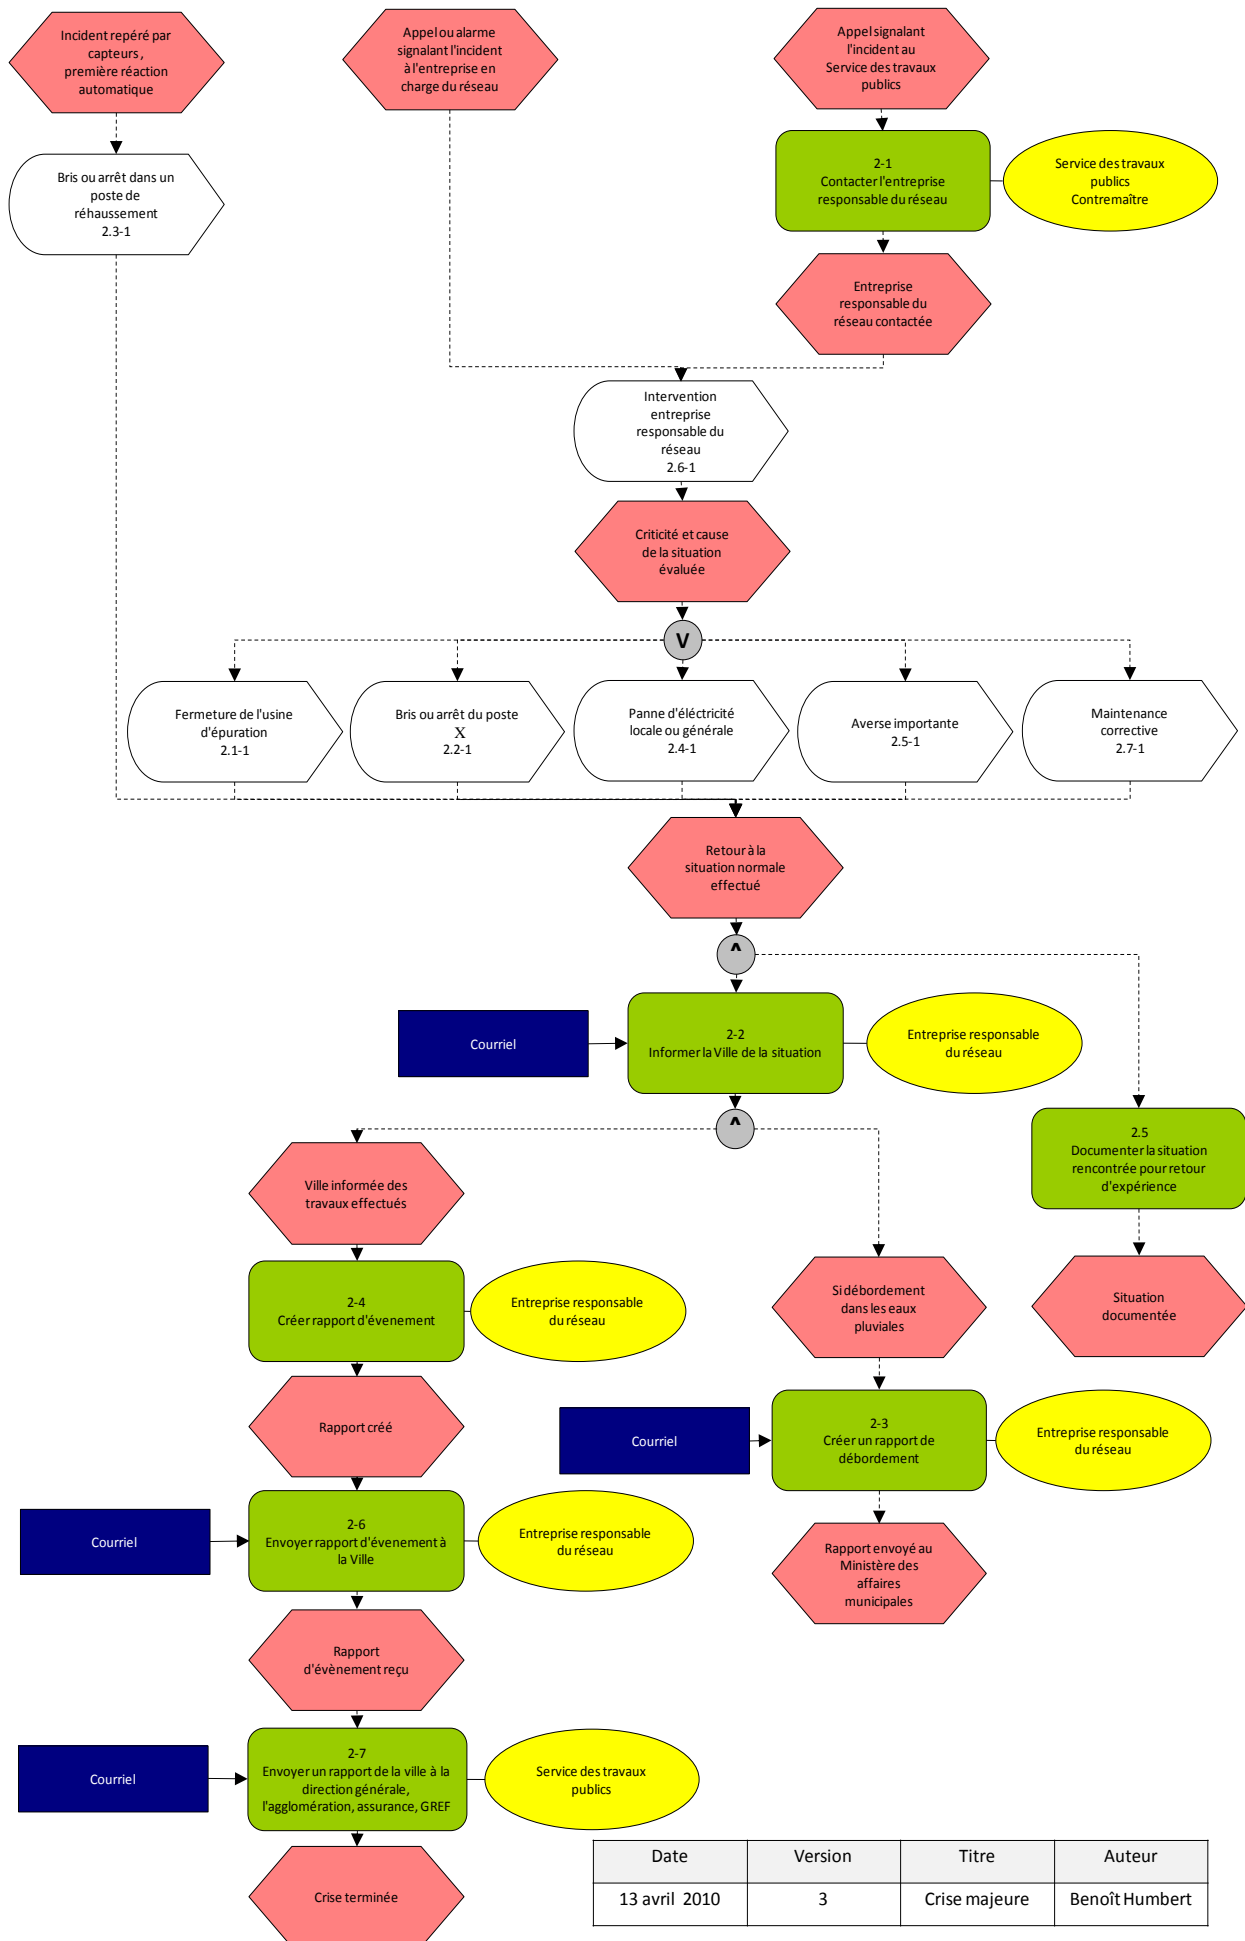 Incident repéré par
capteurs,
première réaction
automatique
Appel ou alarme
signalant l'incident
à l'entreprise en
charge du réseau
Appel signalant
l'incident au
Service des travaux
publics
Bris ou arrêt dans un
poste de
réhaussement
2.3-1
2-1
Contacter l'entreprise
responsable du réseau
Service des travaux
publics
Contremaître
Entreprise
responsable du
réseau contactée
Intervention
entreprise
responsable du
réseau
2.6-1
Criticité et cause
de la situation
évaluée
V
Fermeture de l'usine
d'épuration
2.1-1
Bris ou arrêt du poste
X
2.2-1
Panne d'éléctricité
locale ou générale
2.4-1
Averse importante
2.5-1
Maintenance
corrective
2.7-1
Retour à la
situation normale
effectué
^
Courriel
2-2
Informer la Ville de la situation
Entreprise responsable
du réseau
^
2.5
Documenter la situation
rencontrée pour retour
d'expérience
Ville informée des
travaux effectués
2-4
Créer rapport d'évenement
Entreprise responsable
du réseau
Si débordement
dans les eaux
pluviales
Situation
documentée
Rapport créé
Courriel
2-3
Créer un rapport de
débordement
Entreprise responsable
du réseau
Courriel
2-6
Envoyer rapport d'évenement à
la Ville
Entreprise responsable
du réseau
Rapport envoyé au
Ministère des
affaires
municipales
Rapport
d'évènement reçu
Courriel
2-7
Envoyer un rapport de la ville à la
direction générale,
l'agglomération, assurance, GREF
Service des travaux
publics
Crise terminée
Date Version Titre Auteur
13 avril 2010 3 Crise majeure Benoît Humbert